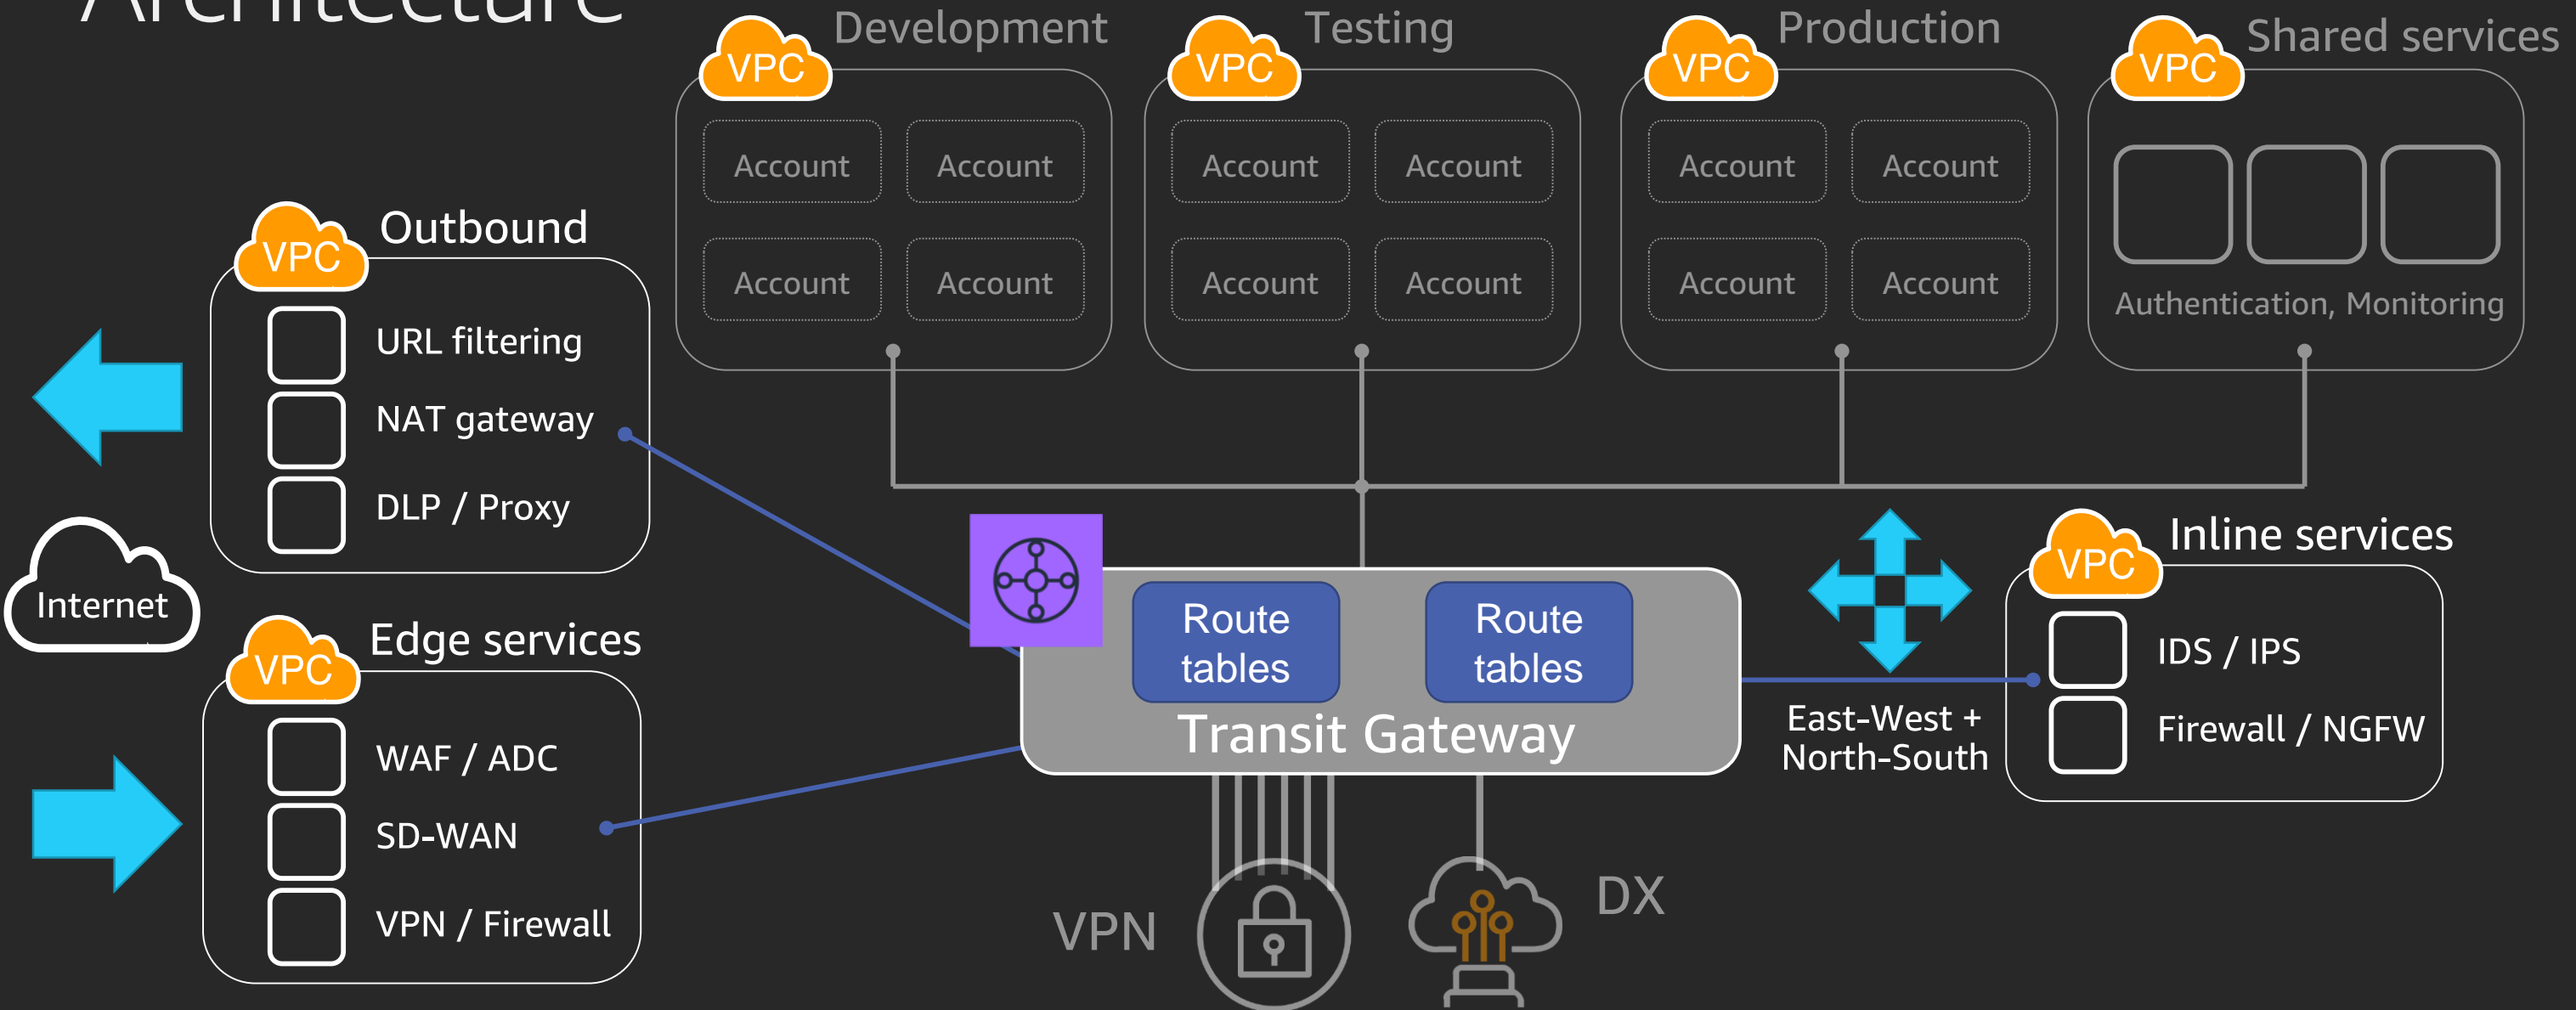 Architecture
VPC
Development
Account
Account
Account
Account
VPC
Testing
Account
Account
Account
Account
VPC
Production
Account
Account
Account
Account
VPC
Shared services
Authentication, Monitoring
VPC
Outbound
URL filtering
NAT gateway
DLP / Proxy
Internet
VPC
Edge services
WAF / ADC
SD-WAN
VPN / Firewall
Route
tables
Route
tables
Transit Gateway
East-West +
North-South
VPC
Inline services
IDS / IPS
Firewall / NGFW
VPN
DX